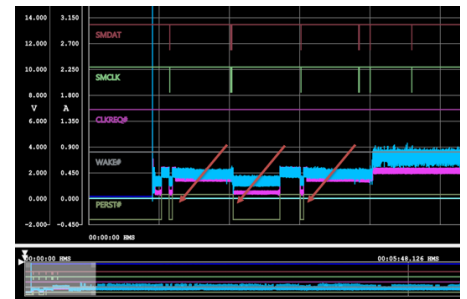 14.000 3.150
SMDAT
12.000 2.700
10.000 2.250
SMCLK
8.000 1.800
V A
6.000 1.350
CLKREQ#
4.000 0.900
WAKE#
2.000 0.450
0.000 0.000
PERST#
-2.000 -0.450
00:00:00 HMS
00:00:00 HMS 00:05:48.126 HMS